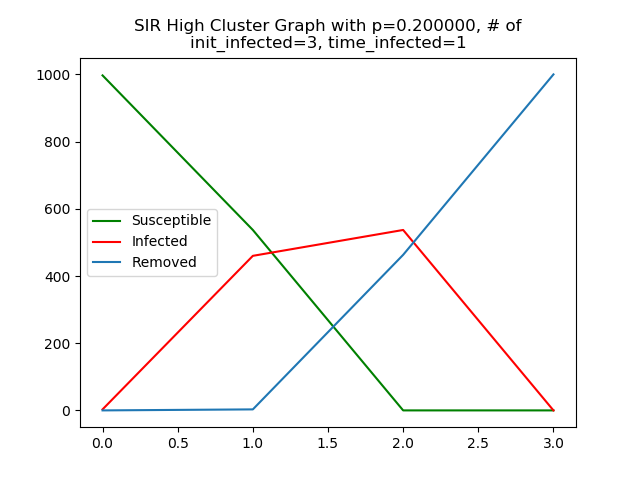 SIR High Cluster Graph with p=0.200000, # of
init_infected=3, time_infected=1
1000
800
600
400
200
0
Susceptible
Infected
Removed
0.0 0.5 1.0 1.5 2.0 2.5 3.0